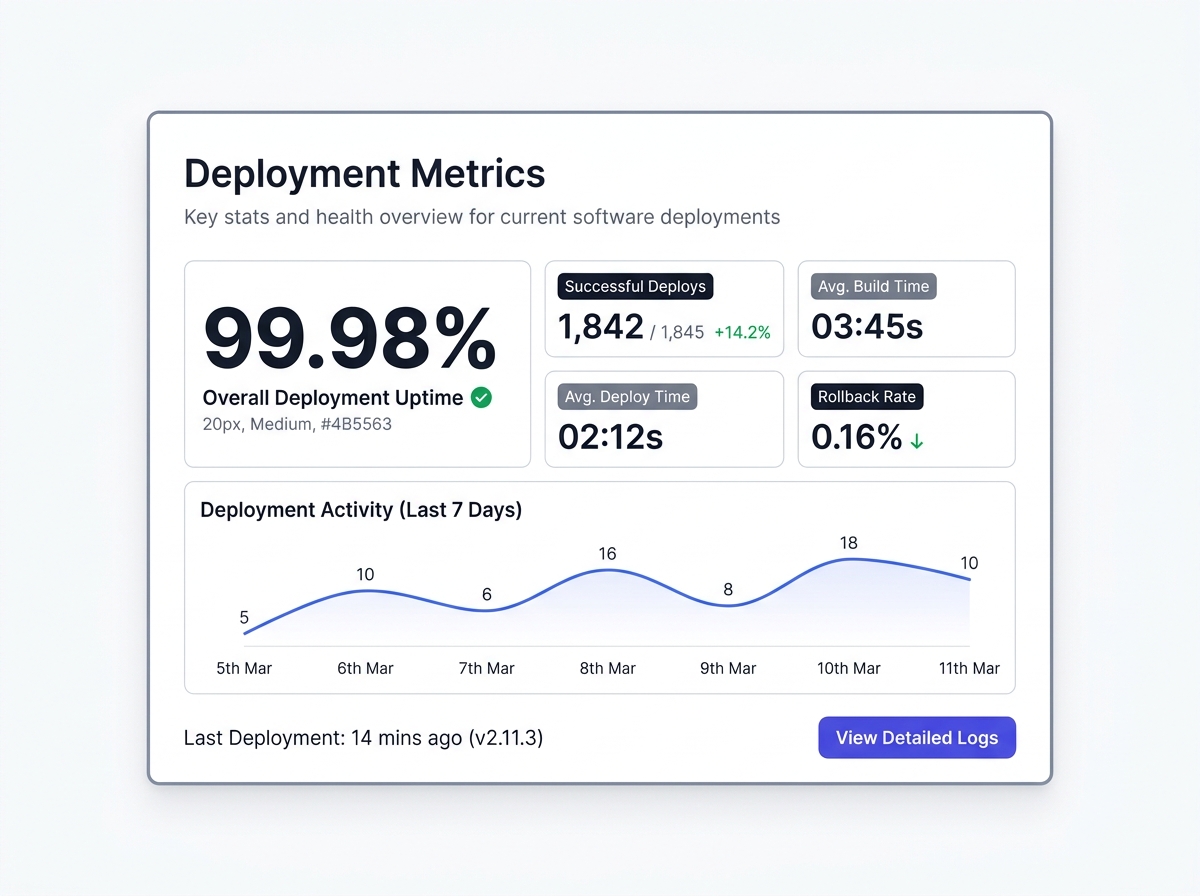 Deployment Metrics
Key stats and health overview for current software deployments
99.98%
Overall Deployment Uptime
20px, Medium, #4B5563
Successful Deploys
1,842 / 1,845 +14.2%
Avg. Build Time
03:45s
Avg. Deploy Time
02:12s
Rollback Rate
0.16% ↓
Deployment Activity (Last 7 Days)
5 10 6 16 8 18 10
5th Mar 6th Mar 7th Mar 8th Mar 9th Mar 10th Mar 11th Mar
Last Deployment: 14 mins ago (v2.11.3)
View Detailed Logs